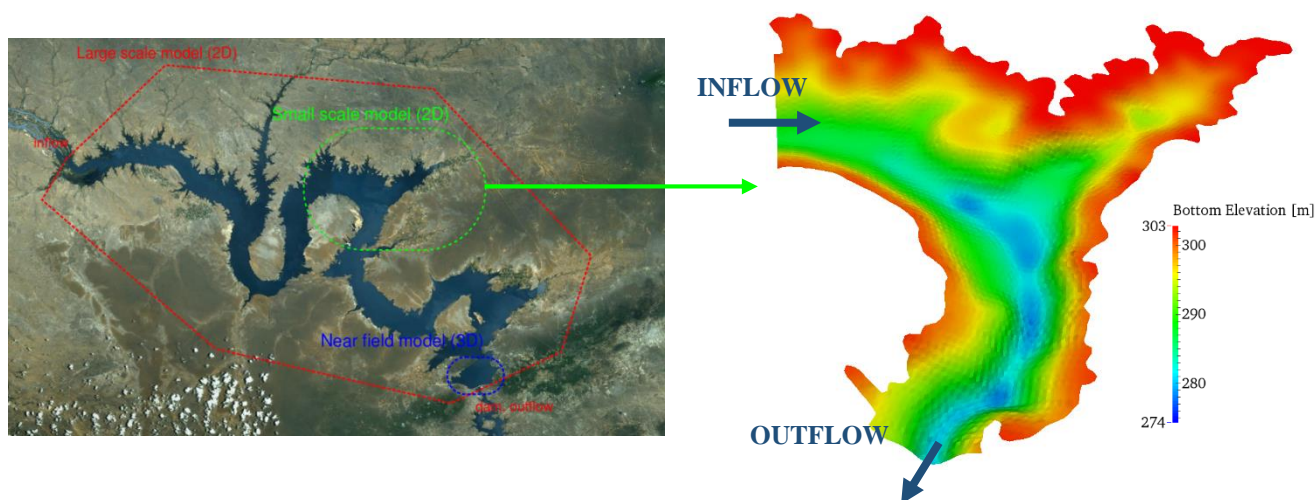 Large scale model (2D)
Small scale model (2D)
Inflow
Near field model (3D)
dam, outflow
INFLOW
Bottom Elevation [m]
303
300
290
280
274
OUTFLOW